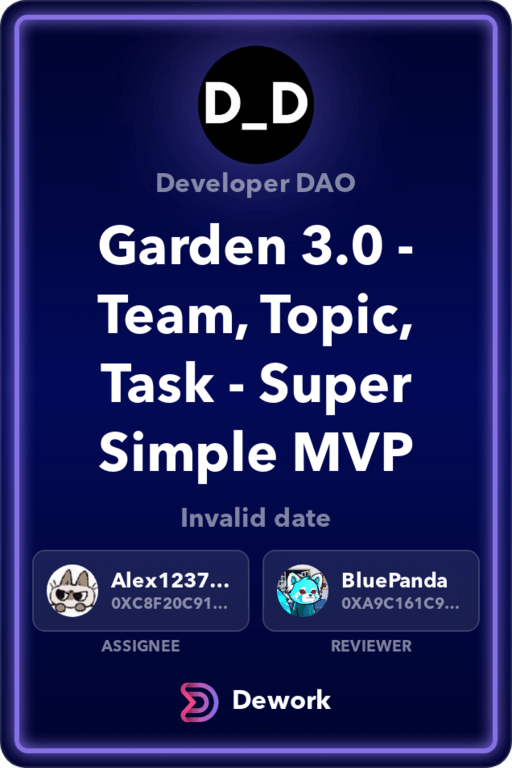 D_D
Developer DAO
Garden 3.0 -
Team, Topic,
Task - Super
Simple MVP
Invalid date
Alex1237...
0XC8F20C91...
ASSIGNEE
BluePanda
0XA9C161C9...
REVIEWER
Dework